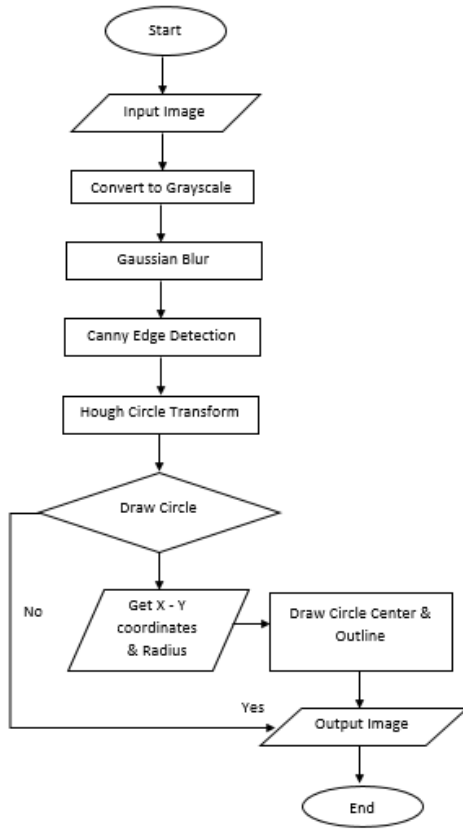 Start
Input Image
Convert to Grayscale
Gaussian Blur
Canny Edge Detection
Hough Circle Transform
Draw Circle
No
Get X - Y
coordinates
& Radius
Draw Circle Center &
Outline
Yes
Output Image
End